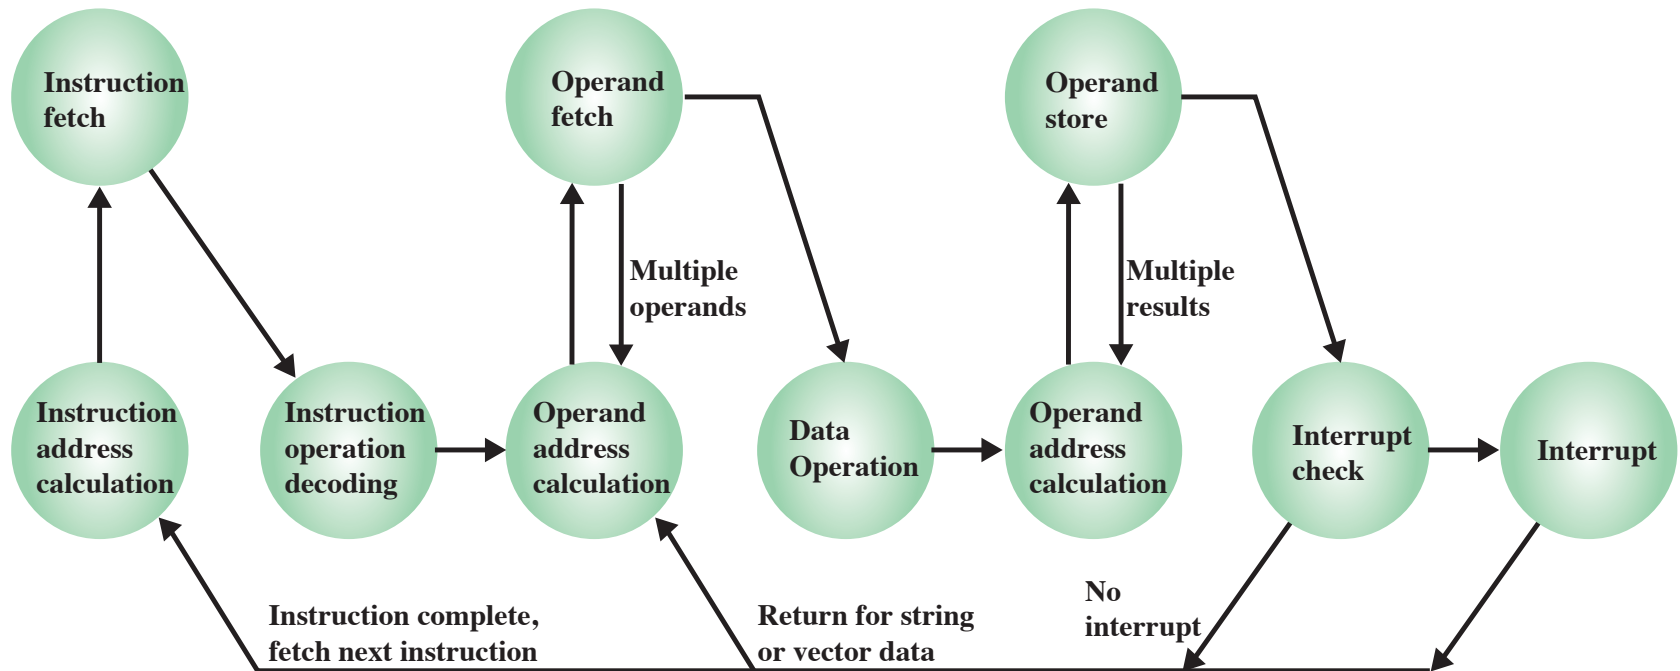 Instruction
fetch
Operand
fetch
Operand
store
Multiple
operands
Multiple
results
Instruction
address
calculation
Instruction
operation
decoding
Operand
address
calculation
Data
Operation
Operand
address
calculation
Interrupt
check
Interrupt
Instruction complete,
fetch next instruction
Return for string
or vector data
No
interrupt